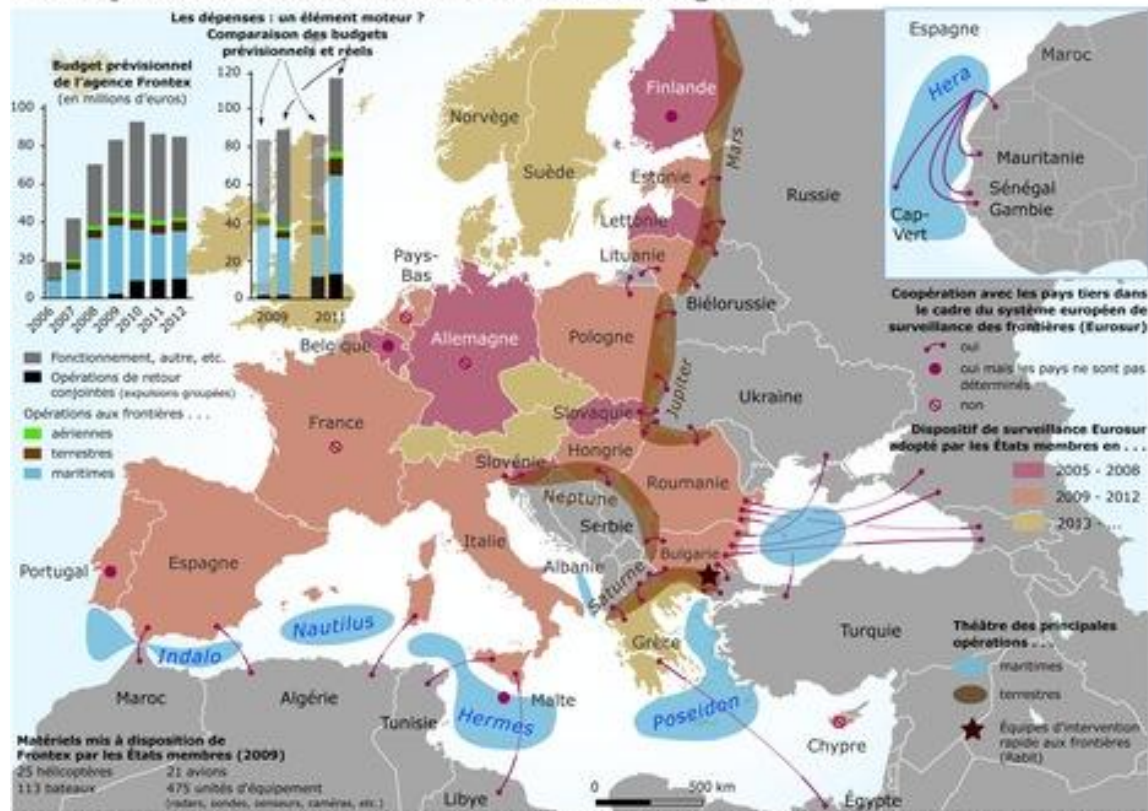 Les dépenses : un élément moteur ?
Comparaison des budgets
prévisionnels et réels
Budget prévisionnel
de l'agence Frontex
(en millions d'euros)
100
80
60
40
20
0
2006
2007
2008
2009
2010
2011
2012
120
100
80
60
40
20
0
2009
2011
Fonctionnement, autre, etc.
Opérations de retour
conjointes (expulsions groupées)
Opérations aux frontières . . .
aériennes
terrestres
maritimes
Norvège
Suède
Finlande
Estonie
Lettonie
Lituanie
Mars
Russie
Biélorussie
Pays-
Bas
Belgique
Allemagne
Pologne
Jupiter
Ukraine
Slovaquie
France
Hongrie
Slovénie
Roumanie
Neptune
Serbie
Italie
Bulgarie
Albanie
Saturne
Portugal
Espagne
Grèce
Turquie
Nautilus
Indalo
Maroc
Algérie
Tunisie
Hermes
Malte
Poseidon
Chypre
Libye
Égypte
0
500 km
Matériels mis à disposition de
Frontex par les États membres (2009)
25 hélicoptères
21 avions
113 bateaux
475 unités d'équipement
(radars, sondes, senseurs, caméras, etc.)
Espagne
Maroc
Hera
Mauritanie
Sénégal
Gambie
Cap-
Vert
Coopération avec les pays tiers dans
le cadre du système européen de
surveillance des frontières (Eurosur)
oui
oui mais les pays ne sont pas
déterminés
non
Dispositif de surveillance Eurosur
adopté par les États membres en . . .
2005 - 2008
2009 - 2012
2013 - ...
Théâtre des principales
opérations . . .
maritimes
terrestres
Équipes d'intervention
rapide aux frontières
(Rabit)